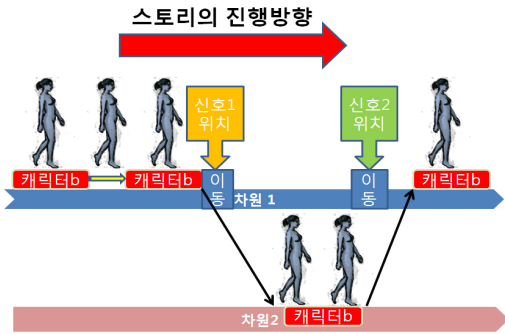 스토리의 진행방향
신호1
위치
신호2
위치
캐릭터b
캐릭터b
이
동
차원 1
이
동
캐릭터b
차원2
캐릭터b